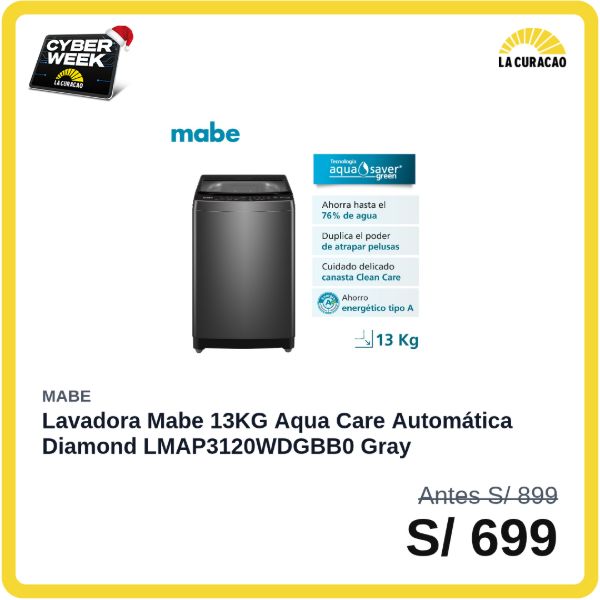 CYBER
WEEK
LA CURACAO
LA CURACAO
mabe
Tecnología
aqua saver®
green
Ahorra hasta el
76% de agua
Duplica el poder
de atrapar pelusas
Cuidado delicado
canasta Clean Care
A
Ahorro
energético tipo A
13 Kg
MABE
Lavadora Mabe 13KG Aqua Care Automática
Diamond LMAP3120WDGBB0 Gray
Antes S/ 899
S/ 699